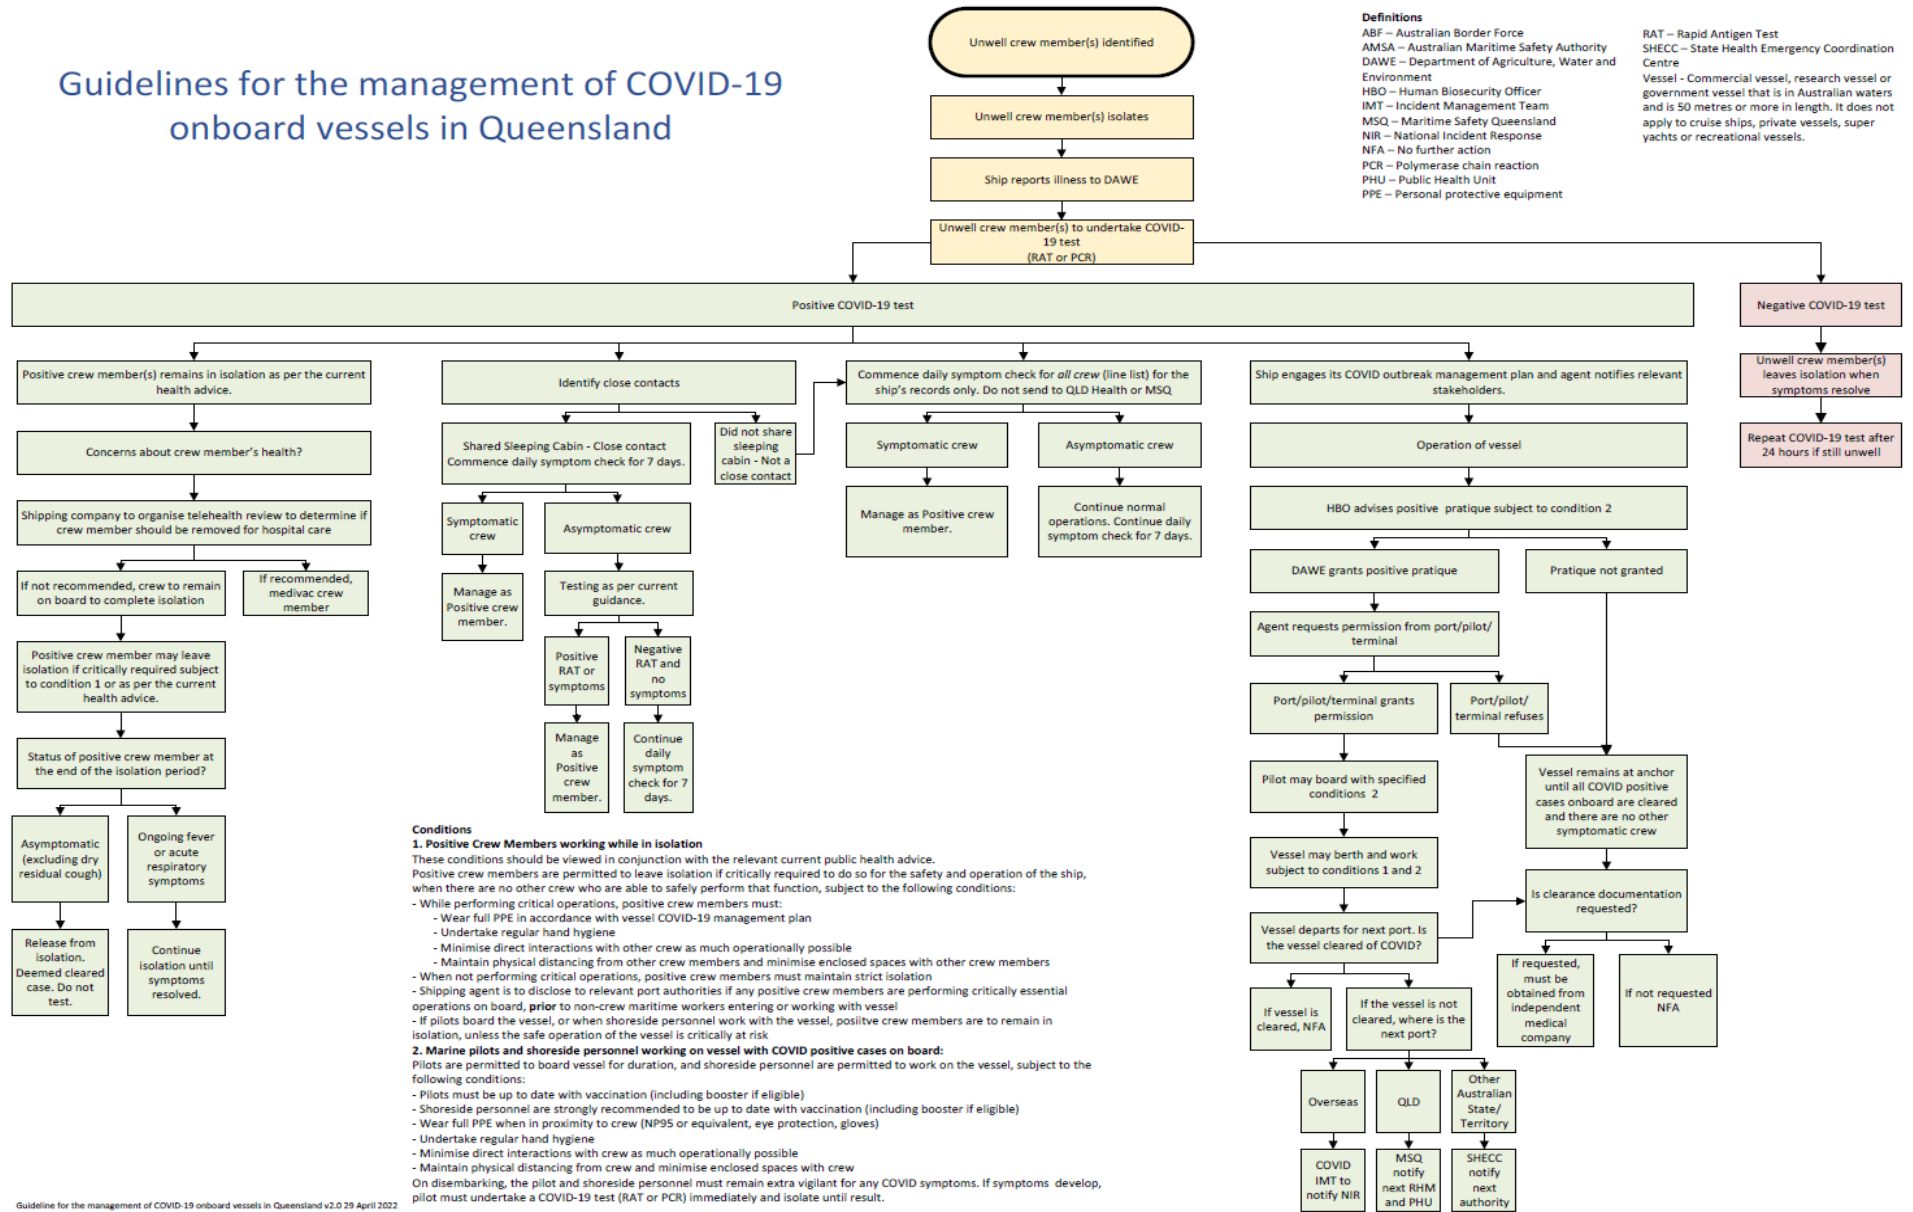 Guidelines for the management of COVID-19
onboard vessels in Queensland
Unwell crew member(s) identified
Unwell crew member(s) isolates
Ship reports illness to DAWE
Unwell crew member(s) to undertake COVID-
19 test
(RAT or PCR)
Definitions
ABF – Australian Border Force
AMSA – Australian Maritime Safety Authority
DAWE – Department of Agriculture, Water and
Environment
HBO – Human Biosecurity Officer
IMT – Incident Management Team
MSQ – Maritime Safety Queensland
NIR – National Incident Response
NFA – No further action
PCR – Polymerase chain reaction
PHU – Public Health Unit
PPE – Personal protective equipment
RAT – Rapid Antigen Test
SHECC – State Health Emergency Coordination
Centre
Vessel - Commercial vessel, research vessel or
government vessel that is in Australian waters
and is 50 metres or more in length. It does not
apply to cruise ships, private vessels, super
yachts or recreational vessels.
Positive COVID-19 test
Negative COVID-19 test
Unwell crew member(s)
leaves isolation when
symptoms resolve
Repeat COVID-19 test after
24 hours if still unwell
Positive crew member(s) remains in isolation as per the current
health advice.
Concerns about crew member's health?
Shipping company to organise telehealth review to determine if
crew member should be removed for hospital care
If not recommended, crew to remain
on board to complete isolation
If recommended,
medivac crew
member
Positive crew member may leave
isolation if critically required subject
to condition 1 or as per the current
health advice.
Status of positive crew member at
the end of the isolation period?
Asymptomatic
(excluding dry
residual cough)
Ongoing fever
or acute
respiratory
symptoms
Release from
isolation.
Deemed cleared
case. Do not
test.
Continue
isolation until
symptoms
resolved.
Identify close contacts
Shared Sleeping Cabin - Close contact
Commence daily symptom check for 7 days.
Did not share
sleeping
cabin - Not a
close contact
Symptomatic
crew
Asymptomatic crew
Manage as
Positive crew
member.
Testing as per current
guidance.
Positive
RAT or
symptoms
Negative
RAT and
no
symptoms
Manage
as
Positive
crew
member.
Continue
daily
symptom
check for 7
days.
Commence daily symptom check for all crew (line list) for the
ship's records only. Do not send to QLD Health or MSQ
Symptomatic crew
Asymptomatic crew
Manage as Positive crew
member.
Continue normal
operations. Continue daily
symptom check for 7 days.
Ship engages its COVID outbreak management plan and agent notifies relevant
stakeholders.
Operation of vessel
HBO advises positive pratique subject to condition 2
DAWE grants positive pratique
Pratique not granted
Agent requests permission from port/pilot/
terminal
Port/pilot/terminal grants
permission
Port/pilot/
terminal refuses
Pilot may board with specified
conditions 2
Vessel remains at anchor
until all COVID positive
cases onboard are cleared
and there are no other
symptomatic crew
Vessel may berth and work
subject to conditions 1 and 2
Is clearance documentation
requested?
Vessel departs for next port. Is
the vessel cleared of COVID?
If requested,
must be
obtained from
independent
medical
company
If not requested
NFA
If vessel is
cleared, NFA
If the vessel is not
cleared, where is the
next port?
Overseas
QLD
Other
Australian
State/
Territory
COVID
IMT to
notify NIR
MSQ
notify
next RHM
and PHU
SHECC
notify
next
authority
Conditions
1. Positive Crew Members working while in isolation
These conditions should be viewed in conjunction with the relevant current public health advice.
Positive crew members are permitted to leave isolation if critically required to do so for the safety and operation of the ship,
when there are no other crew who are able to safely perform that function, subject to the following conditions:
- While performing critical operations, positive crew members must:
- Wear full PPE in accordance with vessel COVID-19 management plan
- Undertake regular hand hygiene
- Minimise direct interactions with other crew as much operationally possible
- Maintain physical distancing from other crew members and minimise enclosed spaces with other crew members
- When not performing critical operations, positive crew members must maintain strict isolation
- Shipping agent is to disclose to relevant port authorities if any positive crew members are performing critically essential
operations on board, prior to non-crew maritime workers entering or working with vessel
- If pilots board the vessel, or when shoreside personnel work with the vessel, posiitve crew members are to remain in
isolation, unless the safe operation of the vessel is critically at risk
2. Marine pilots and shoreside personnel working on vessel with COVID positive cases on board:
Pilots are permitted to board vessel for duration, and shoreside personnel are permitted to work on the vessel, subject to the
following conditions:
- Pilots must be up to date with vaccination (including booster if eligible)
- Shoreside personnel are strongly recommended to be up to date with vaccination (including booster if eligible)
- Wear full PPE when in proximity to crew (NP95 or equivalent, eye protection, gloves)
- Undertake regular hand hygiene
- Minimise direct interactions with crew as much operationally possible
- Maintain physical distancing from crew and minimise enclosed spaces with crew
On disembarking, the pilot and shoreside personnel must remain extra vigilant for any COVID symptoms. If symptoms develop,
pilot must undertake a COVID-19 test (RAT or PCR) immediately and isolate until result.
Guideline for the management of COVID-19 onboard vessels in Queensland v2.0 29 April 2022